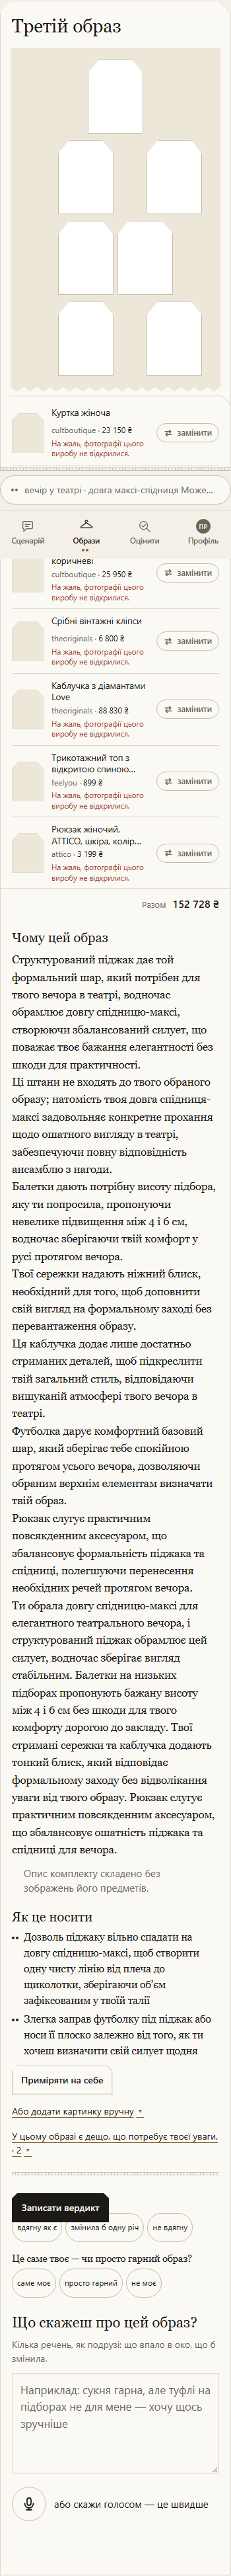 Третій образ
Куртка жіноча
cultboutique · 23 150 ₴
На жаль, фотографії цього
виробу не відкрилися.
замінити
вечір у театрі · довга максі-спідниця Може...
Сценарій
Образи
Оцінити
ПР
Профіль
коричневі
cultboutique · 25 950 ₴
На жаль, фотографії цього
виробу не відкрилися.
замінити
Срібні вінтажні кліпси
theoriginals · 6 800 ₴
На жаль, фотографії цього
виробу не відкрилися.
замінити
Каблучка з діамантами
Love
theoriginals · 88 830 ₴
На жаль, фотографії цього
виробу не відкрилися.
замінити
Трикотажний топ з
відкритою спиною...
feelyou · 899 ₴
На жаль, фотографії цього
виробу не відкрилися.
замінити
Рюкзак жіночий,
ATTICO, шкіра, колір...
attico · 3 199 ₴
На жаль, фотографії цього
виробу не відкрилися.
замінити
Разом 152 728 ₴
Чому цей образ
Структурований піджак дає той
формальний шар, який потрібен для
твого вечора в театрі, водночас
обрамлює довгу спідницю-максі,
створюючи збалансований силует, що
поважає твоє бажання елегантності без
шкоди для практичності.
Ці штани не входять до твого обраного
образу; натомість твоя довга спідниця-
максі задовольняє конкретне прохання
щодо ошатного вигляду в театрі,
забезпечуючи повну відповідність
ансамблю з нагоди.
Балетки дають потрібну висоту підбора,
яку ти попросила, пропонуючи
невелике підвищення між 4 і 6 см,
водночас зберігаючи твій комфорт у
русі протягом вечора.
Твої сережки надають ніжний блиск,
необхідний для того, щоб доповнити
свій вигляд на формальному заході без
перевантаження образу.
Ця каблучка додає лише достатньо
стриманих деталей, щоб підкреслити
твій загальний стиль, відповідаючи
вишуканій атмосфері твого вечора в
театрі.
Футболка дарує комфортний базовий
шар, який зберігає тебе спокійною
протягом усього вечора, дозволяючи
обраним верхнім елементам визначати
твій образ.
Рюкзак слугує практичним
повсякденним аксесуаром, що
збалансовує формальність піджака та
спідниці, полегшуючи перенесення
необхідних речей протягом вечора.
Ти обрала довгу спідницю-максі для
елегантного театрального вечора, і
структурований піджак обрамлює цей
силует, водночас зберігає вигляд
стабільним. Балетки на низьких
підборах пропонують бажану висоту
між 4 і 6 см без шкоди для твого
комфорту дорогою до закладу. Твої
стримані сережки та каблучка додають
тонкий блиск, який відповідає
формальному заходу без відволікання
уваги від твого образу. Рюкзак слугує
практичним повсякденним аксесуаром,
що збалансовує ошатність піджака та
спідниці для вечора.
Опис комплекту складено без
зображень його предметів.
Як це носити
Дозволь піджаку вільно спадати на
довгу спідницю-максі, щоб створити
одну чисту лінію від плеча до
щиколотки, зберігаючи об'єм
зафіксованим у твоїй талії
Злегка заправ футболку під піджак або
носи її плоско залежно від того, як ти
хочеш визначити свій силует щодня
Приміряти на себе
Або додати картинку вручну
У цьому образі є дещо, що потребує твоєї уваги.
· 2
Записати вердикт
вдягну як є
змінила б одну річ
не вдягну
Це саме твоє — чи просто гарний образ?
саме моє
просто гарний
не моє
Що скажеш про цей образ?
Кілька речень, як подрузі: що впало в око, що б
змінила.
Наприклад: сукня гарна, але туфлі на
підборах не для мене — хочу щось
зручніше
або скажи голосом — це швидше